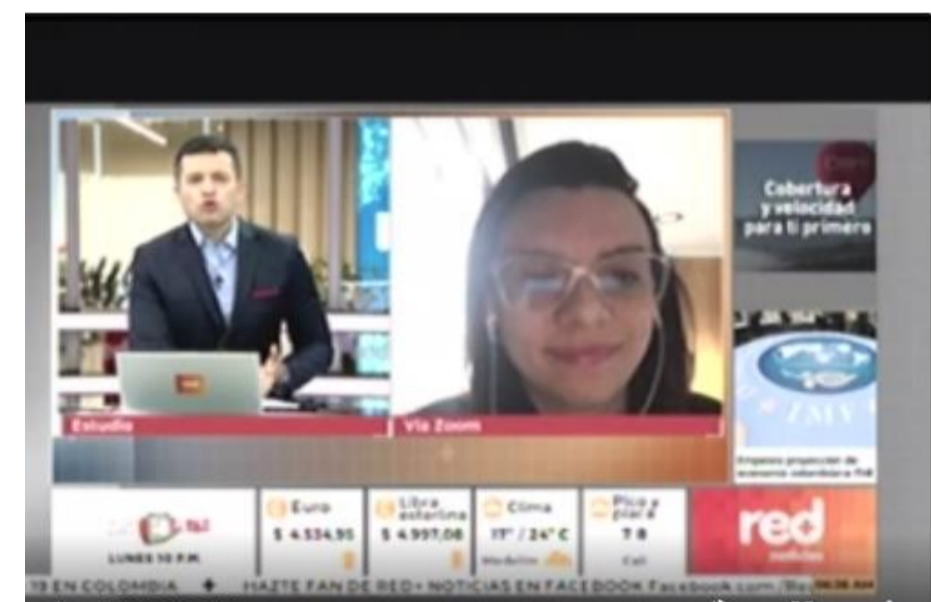 Cobertura
y velocidad
para ti primero
Estudio
Vía Zoom
Empeora proyección de
economía colombiana FMI
LUNES 10 P.M.
Euro
$ 4.534,95
Libra
esterlina
$ 4.997,08
Clima
17° / 24° C
Medellín
Pico y
placa
7 8
Cali
red
noticias
19 EN COLOMBIA + HAZTE FAN DE RED+ NOTICIAS EN FACEBOOK Facebook.com/Red